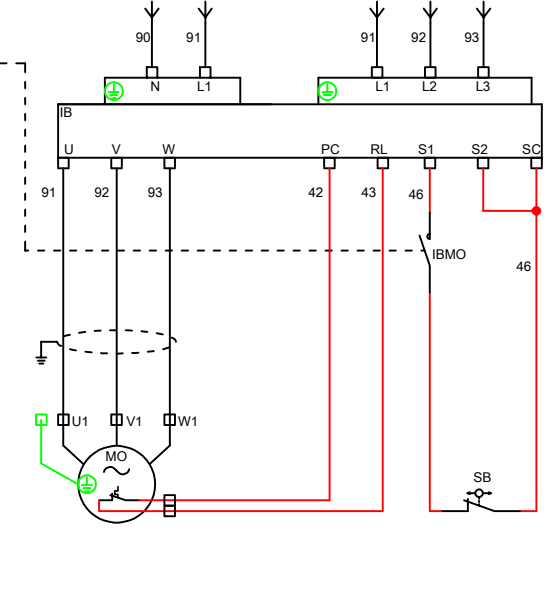 90 91 91 92 93
N L1 L1 L2 L3
IB
U V W PC RL S1 S2 SC
91 92 93 42 43 46
IBMO
46
U1 V1 W1
MO
SB